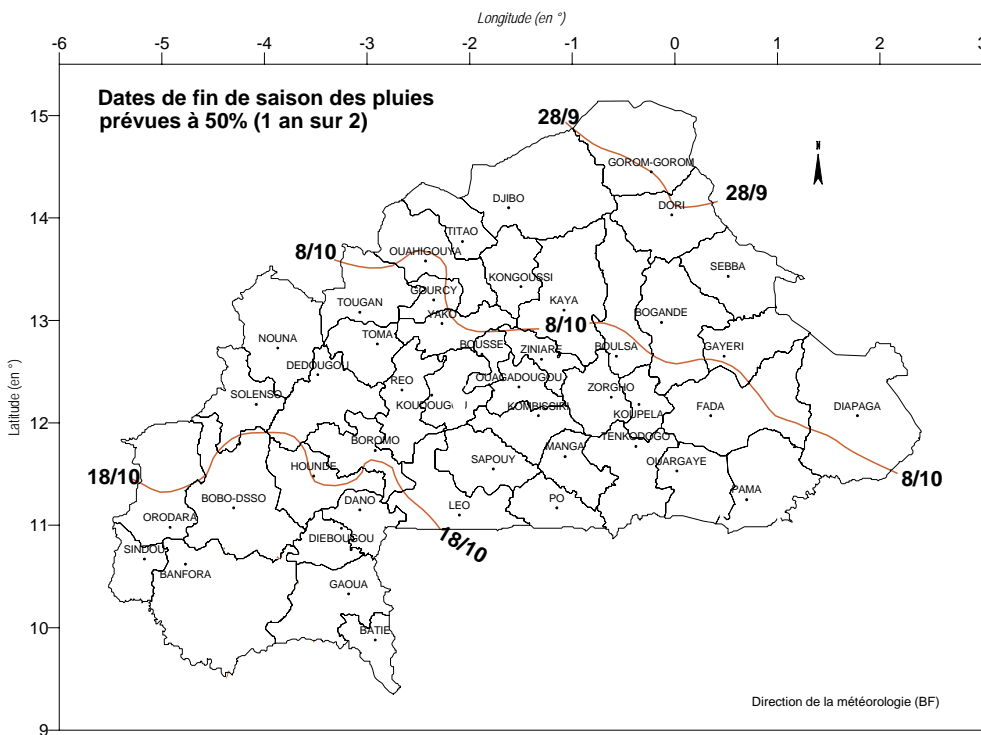 Longitude (en °)
-6 -5 -4 -3 -2 -1 0 1 2 3
Dates de fin de saison des pluies
prévues à 50% (1 an sur 2)
15
28/9
N
GOROM-GOROM
28/9
DJIBO
14
DORI
TITAO
8/10
OUAHIGOUYA
SEBBA
KONGOUSSI
GOURCY
TOUGAN
KAYA
BOGANDE
13
YAKO
8/10
NOUNA
TOMA
BOUSSE
ZINIARE
BOULSA
GAYERI
DEDOUGOU
REO
OUAGADOUGOU
SOLENSO
KOUDOUGOU
ZORGHO
Latitude (en °)
12
KOMBISSIRI
KOUPELA
FADA
DIAPAGA
BOROMO
TENKODOGO
MANGA
18/10
HOUNDE
SAPOUY
OUARGAYE
8/10
BOBO-DSSO
PAMA
DANO
LEO
PO
11
ORODARA
DIEBOUGOU
18/10
SINDOU
BANFORA
GAOUA
10
BATIE
Direction de la météorologie (BF)
9